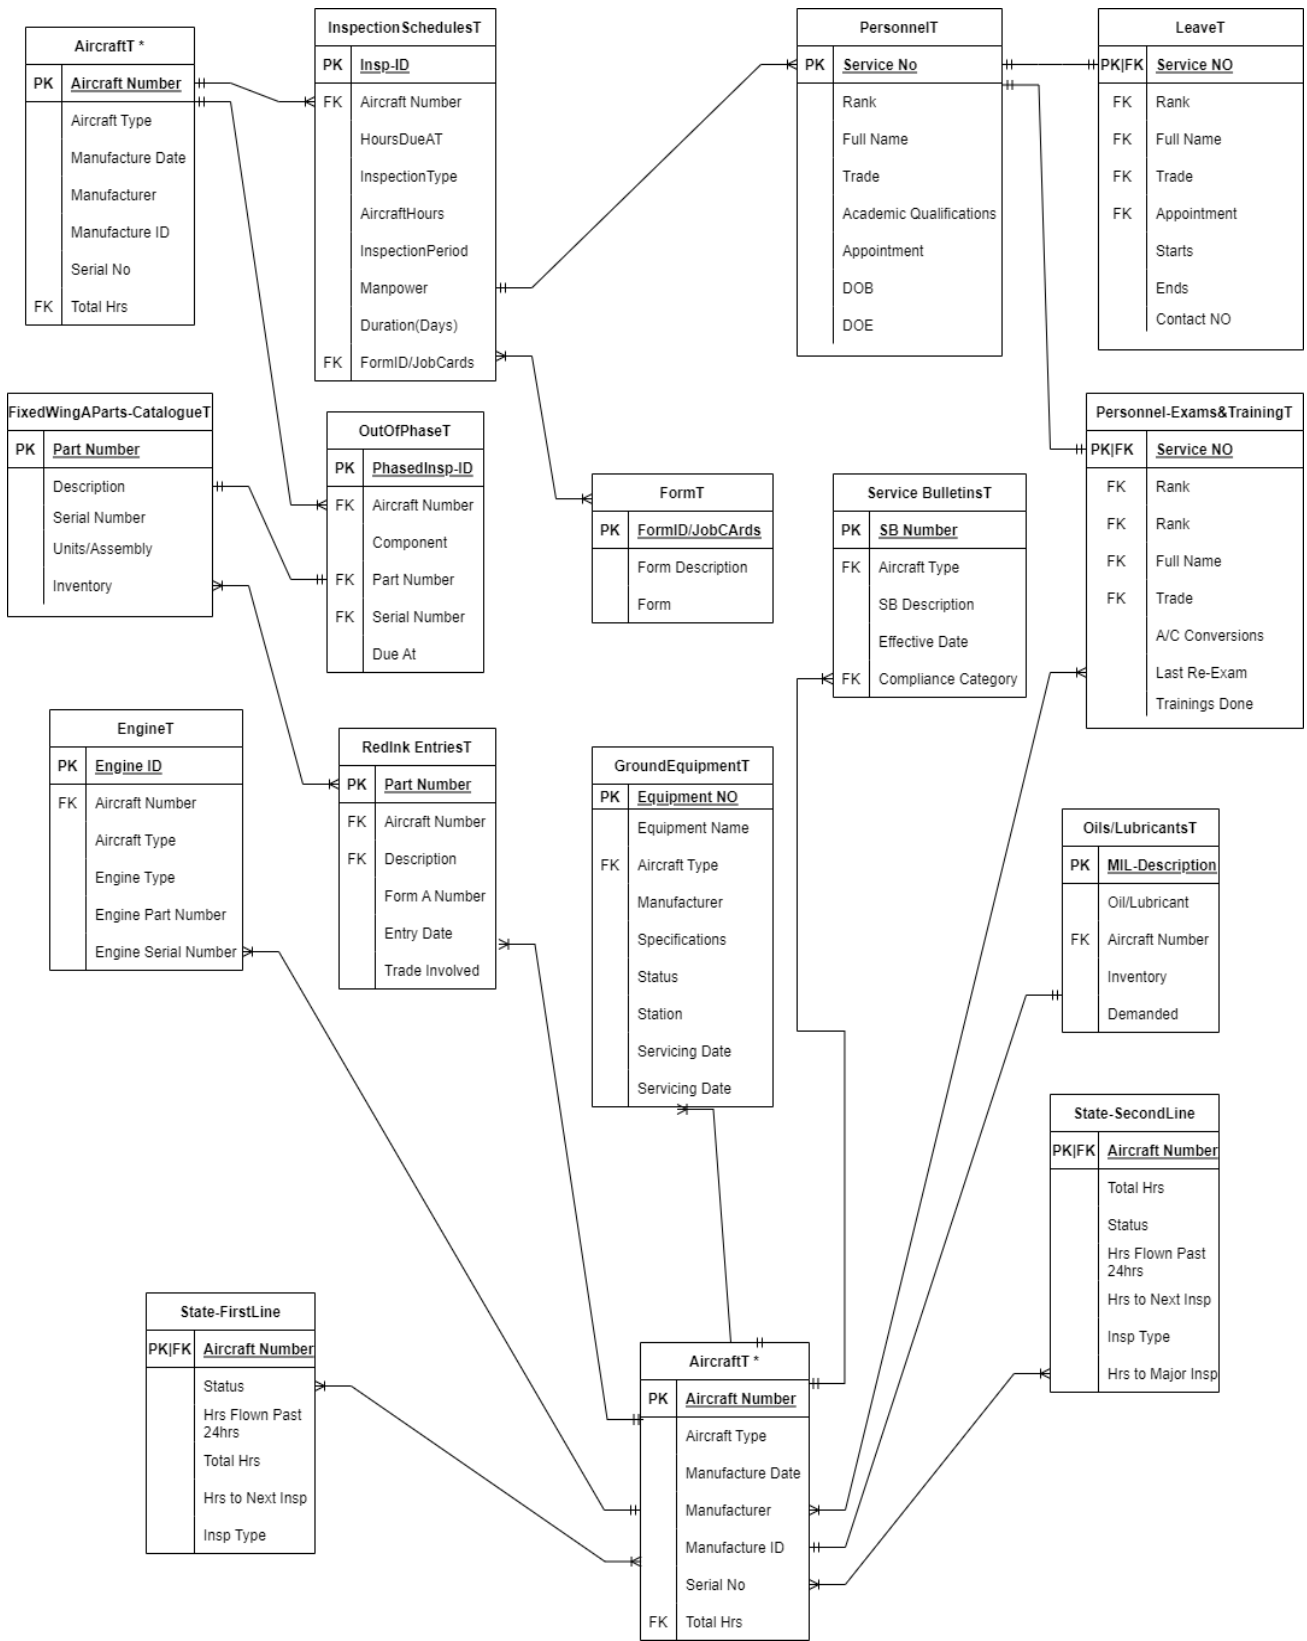 AircraftT *
PK Aircraft Number
Aircraft Type
Manufacture Date
Manufacturer
Manufacture ID
Serial No
FK Total Hrs
InspectionSchedulesT
PK Insp-ID
FK Aircraft Number
HoursDueAT
InspectionType
AircraftHours
InspectionPeriod
Manpower
Duration(Days)
FK FormID/JobCards
PersonnelT
PK Service No
Rank
Full Name
Trade
Academic Qualifications
Appointment
DOB
DOE
LeaveT
PK|FK Service NO
FK Rank
FK Full Name
FK Trade
FK Appointment
Starts
Ends
Contact NO
FixedWingAParts-CatalogueT
PK Part Number
Description
Serial Number
Units/Assembly
Inventory
OutOfPhaseT
PK PhasedInsp-ID
FK Aircraft Number
Component
FK Part Number
FK Serial Number
Due At
FormT
PK FormID/JobCArds
Form Description
Form
Service BulletinsT
PK SB Number
FK Aircraft Type
SB Description
Effective Date
FK Compliance Category
Personnel-Exams&TrainingT
PK|FK Service NO
FK Rank
FK Rank
FK Full Name
FK Trade
A/C Conversions
Last Re-Exam
Trainings Done
EngineT
PK Engine ID
FK Aircraft Number
Aircraft Type
Engine Type
Engine Part Number
Engine Serial Number
RedInk EntriesT
PK Part Number
FK Aircraft Number
FK Description
Form A Number
Entry Date
Trade Involved
GroundEquipmentT
PK Equipment NO
Equipment Name
FK Aircraft Type
Manufacturer
Specifications
Status
Station
Servicing Date
Servicing Date
Oils/LubricantsT
PK MIL-Description
Oil/Lubricant
FK Aircraft Number
Inventory
Demanded
State-SecondLine
PK|FK Aircraft Number
Total Hrs
Status
Hrs Flown Past
24hrs
Hrs to Next Insp
Insp Type
Hrs to Major Insp
State-FirstLine
PK|FK Aircraft Number
Status
Hrs Flown Past
24hrs
Total Hrs
Hrs to Next Insp
Insp Type
AircraftT *
PK Aircraft Number
Aircraft Type
Manufacture Date
Manufacturer
Manufacture ID
Serial No
FK Total Hrs